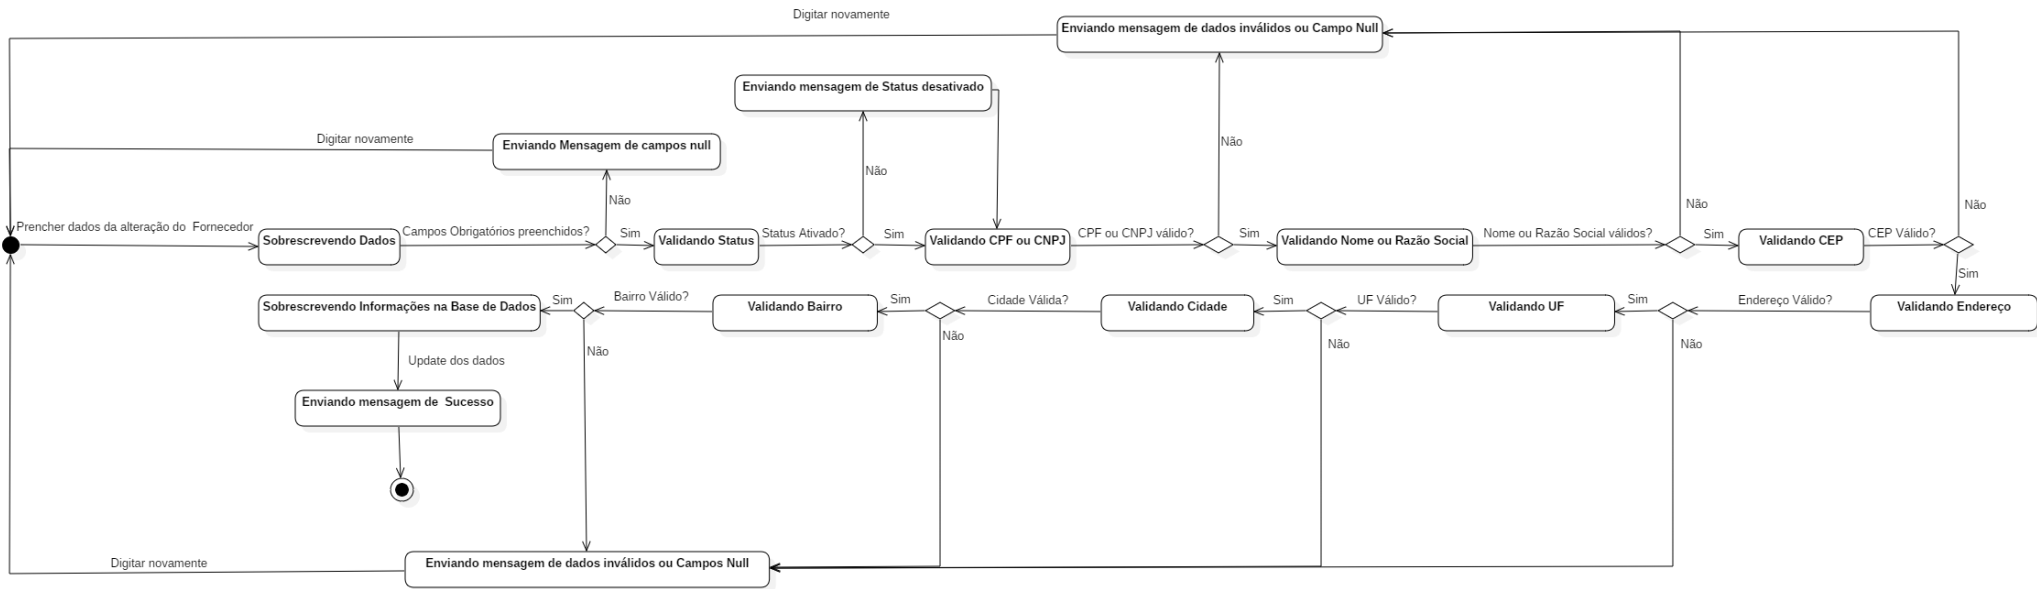 Digitar novamente
Enviando mensagem de dados inválidos ou Campo Null
Enviando mensagem de Status desativado
Digitar novamente
Enviando Mensagem de campos null
Não
Não
Não
Não
Não
Prencher dados da alteração do  Fornecedor
Sobrescrevendo Dados
Campos Obrigatórios preenchidos?
Sim
Validando Status
Status Ativado?
Sim
Validando CPF ou CNPJ
CPF ou CNPJ válido?
Sim
Validando Nome ou Razão Social
Nome ou Razão Social válidos?
Sim
Validando CEP
CEP Válido?
Sim
Sobrescrevendo Informações na Base de Dados
Sim
Bairro Válido?
Validando Bairro
Sim
Cidade Válida?
Validando Cidade
Sim
UF Válido?
Validando UF
Sim
Endereço Válido?
Validando Endereço
Não
Não
Não
Não
Update dos dados
Enviando mensagem de  Sucesso
Digitar novamente
Enviando mensagem de dados inválidos ou Campos Null